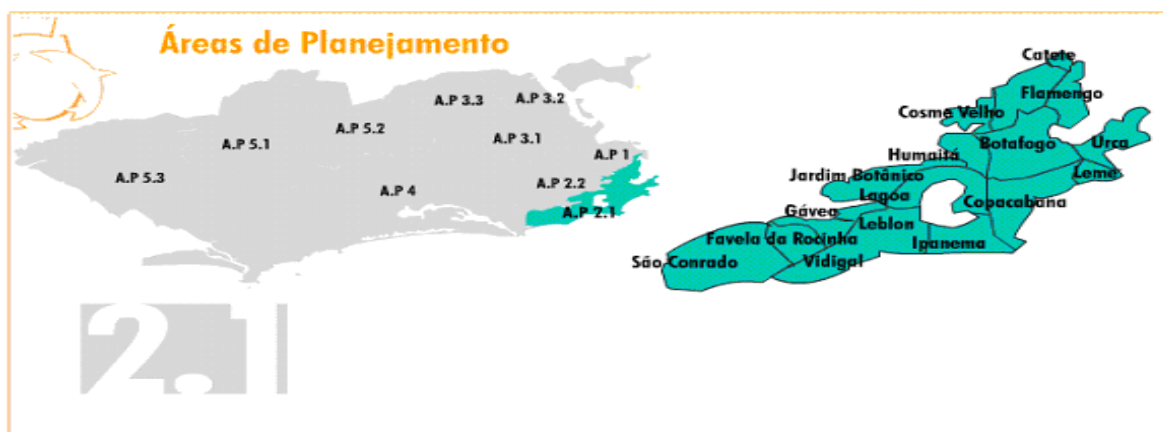 Áreas de Planejamento
A.P 3.3
A.P 3.2
A.P 5.2
A.P 3.1
A.P 5.1
A.P 1
A.P 5.3
A.P 4
A.P 2.2
A.P 2.1
2.1
Catete
Flamengo
Cosme Velho
Botafogo
Urca
Humaitá
Leme
Jardim Botânico
Lagoa
Copacabana
Gávea
Leblon
Favela da Rocinha
Ipanema
São Conrado
Vidigal